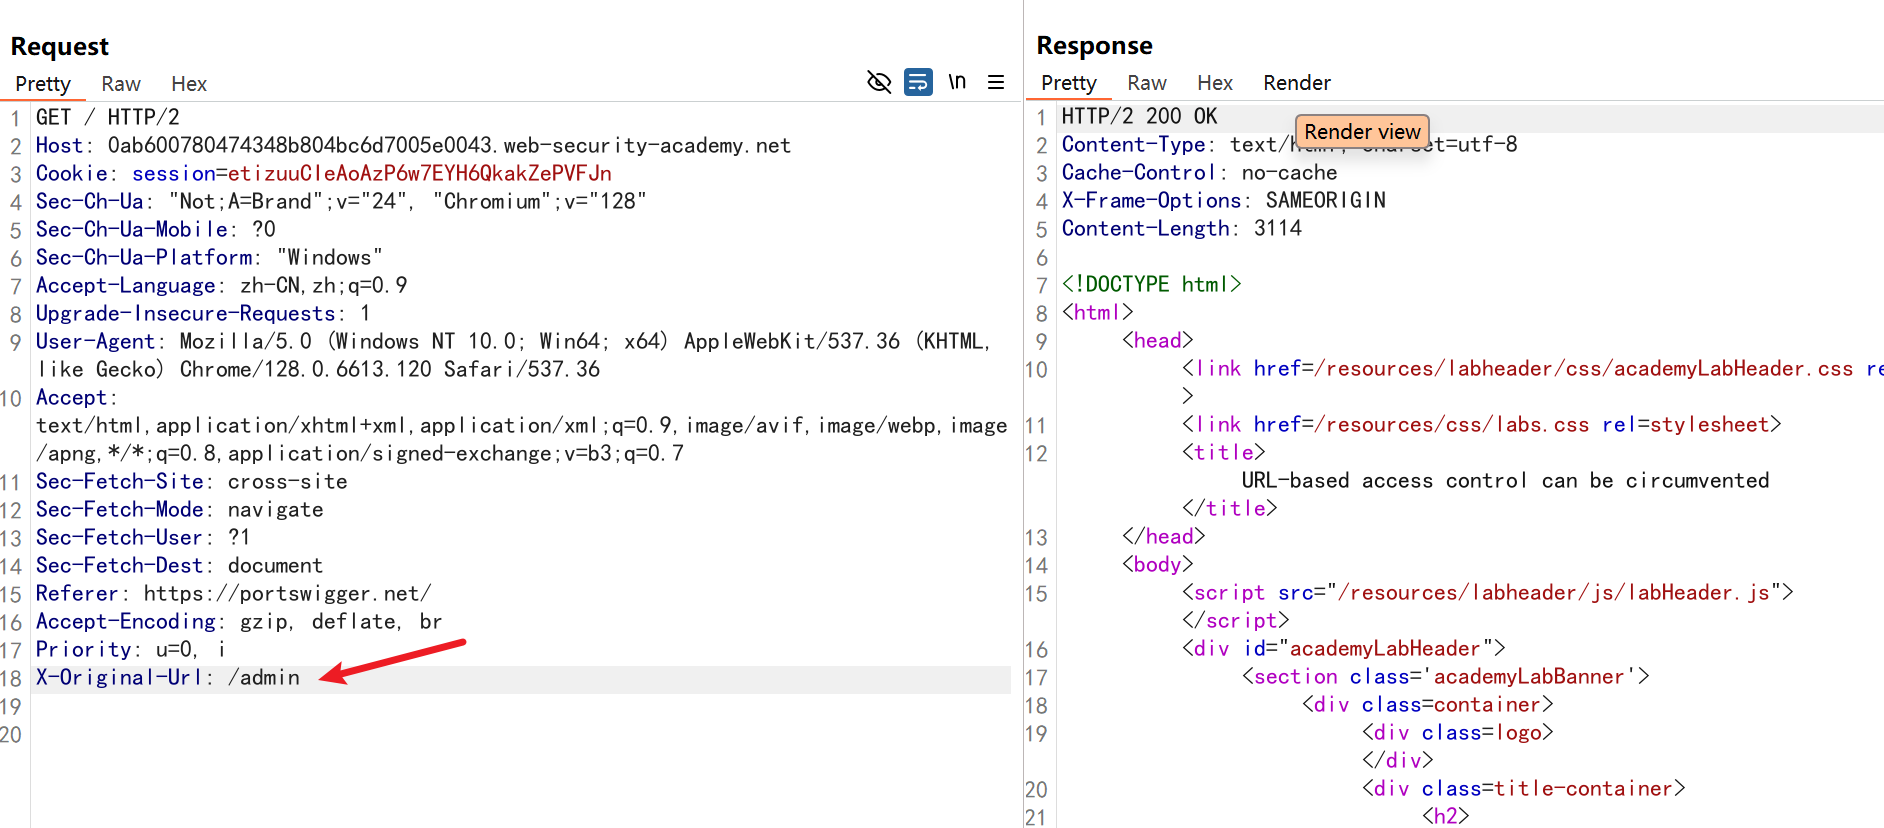 Request
Pretty Raw Hex \n
1 GET / HTTP/2
2 Host: 0ab600780474348b804bc6d7005e0043.web-security-academy.net
3 Cookie: session=etizuuCIeAoAzP6w7EYH6QkakZePVFJn
4 Sec-Ch-Ua: "Not;A=Brand";v="24", "Chromium";v="128"
5 Sec-Ch-Ua-Mobile: ?0
6 Sec-Ch-Ua-Platform: "Windows"
7 Accept-Language: zh-CN,zh;q=0.9
8 Upgrade-Insecure-Requests: 1
9 User-Agent: Mozilla/5.0 (Windows NT 10.0; Win64; x64) AppleWebKit/537.36 (KHTML,
like Gecko) Chrome/128.0.6613.120 Safari/537.36
10 Accept:
text/html,application/xhtml+xml,application/xml;q=0.9,image/avif,image/webp,image
/apng,*/*;q=0.8,application/signed-exchange;v=b3;q=0.7
11 Sec-Fetch-Site: cross-site
12 Sec-Fetch-Mode: navigate
13 Sec-Fetch-User: ?1
14 Sec-Fetch-Dest: document
15 Referer: https://portswigger.net/
16 Accept-Encoding: gzip, deflate, br
17 Priority: u=0, i
18 X-Original-Url: /admin
19
20
Response
Pretty Raw Hex Render
1 HTTP/2 200 OK
Render view
2 Content-Type: text/html; charset=utf-8
3 Cache-Control: no-cache
4 X-Frame-Options: SAMEORIGIN
5 Content-Length: 3114
6
7 <!DOCTYPE html>
8 <html>
9 <head>
10 <link href=/resources/labheader/css/academyLabHeader.css re
>
11 <link href=/resources/css/labs.css rel=stylesheet>
12 <title>
URL-based access control can be circumvented
</title>
13 </head>
14 <body>
15 <script src="/resources/labheader/js/labHeader.js">
</script>
16 <div id="academyLabHeader">
17 <section class='academyLabBanner'>
18 <div class=container>
19 <div class=logo>
</div>
20 <div class=title-container>
21 <h2>